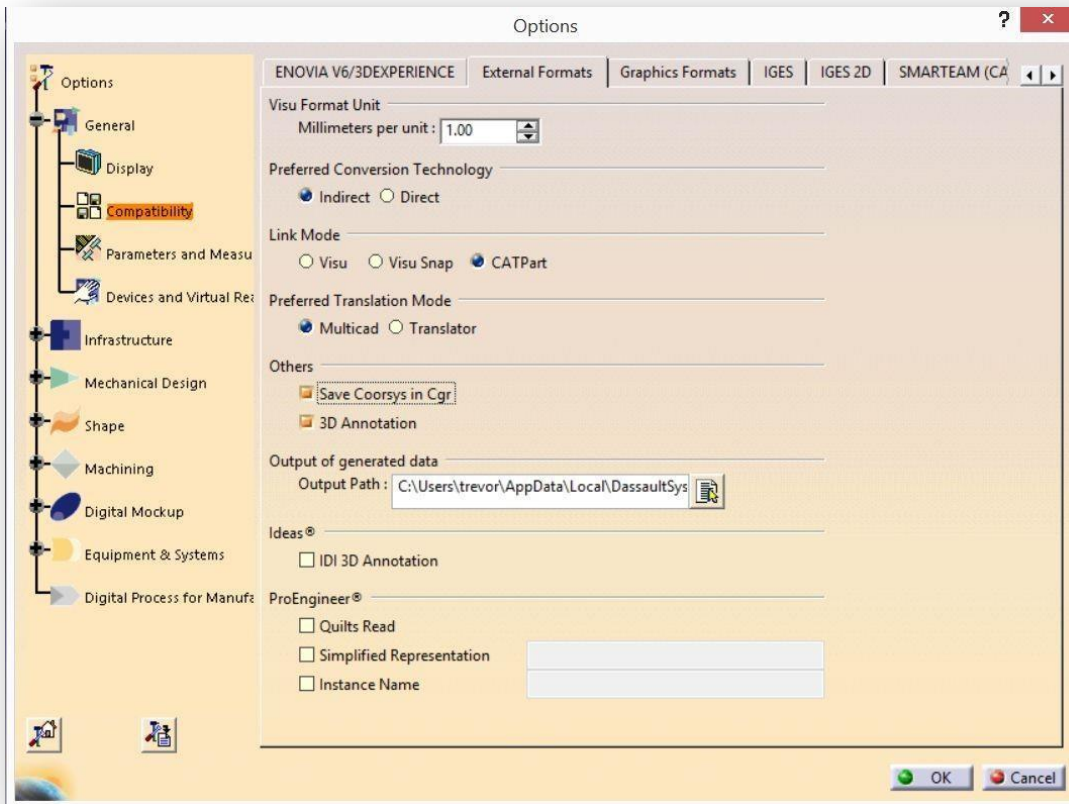 Options
? ×
Options
General
Display
Compatibility
Parameters and Measu
Devices and Virtual Rea
Infrastructure
Mechanical Design
Shape
Machining
Digital Mockup
Equipment & Systems
Digital Process for Manufa
ENOVIA V6/3DEXPERIENCE External Formats Graphics Formats IGES IGES 2D SMARTEAM (CA
Visu Format Unit
Millimeters per unit : 1.00
Preferred Conversion Technology
Indirect Direct
Link Mode
Visu Visu Snap CATPart
Preferred Translation Mode
Multicad Translator
Others
Save Coorsys in Cgr
3D Annotation
Output of generated data
Output Path : C:\Users\trevor\AppData\Local\DassaultSys
Ideas®
IDI 3D Annotation
ProEngineer®
Quilts Read
Simplified Representation
Instance Name
OK Cancel